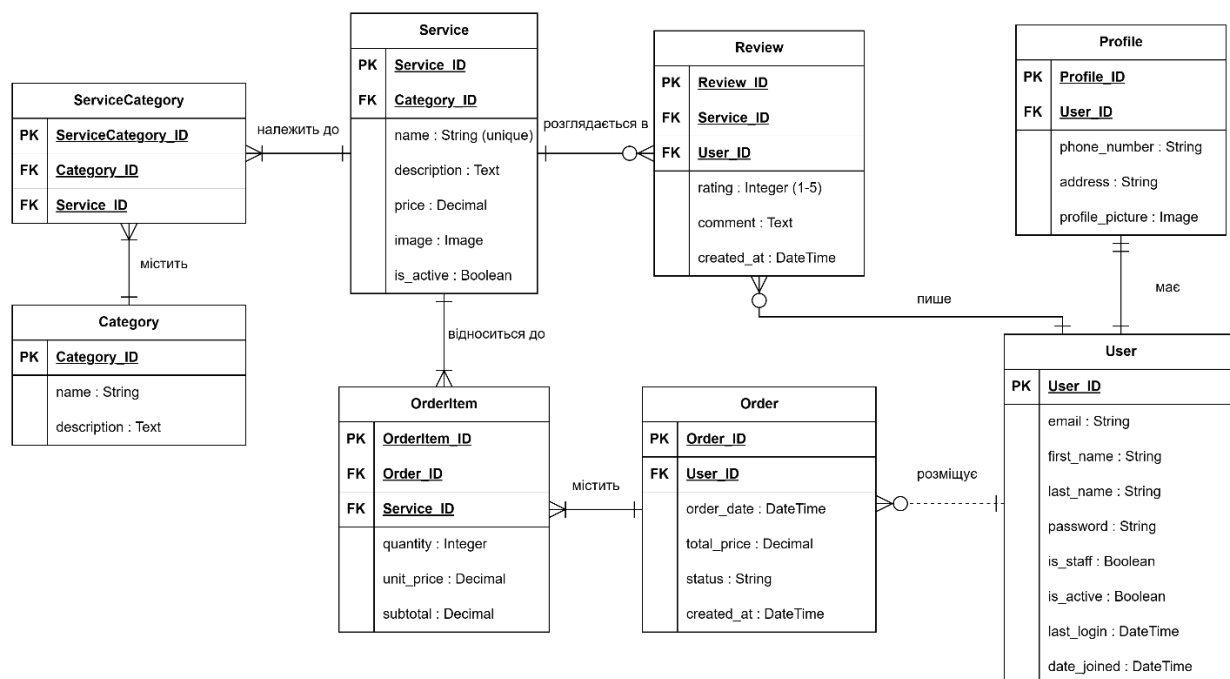 Service
PK Service_ID
FK Category_ID
name : String (unique)
description : Text
price : Decimal
image : Image
is_active : Boolean
Review
PK Review_ID
FK Service_ID
FK User_ID
rating : Integer (1-5)
comment : Text
created_at : DateTime
Profile
PK Profile_ID
FK User_ID
phone_number : String
address : String
profile_picture : Image
ServiceCategory
PK ServiceCategory_ID
FK Category_ID
FK Service_ID
належить до
розглядається в
містить
Category
PK Category_ID
name : String
description : Text
відноситься до
пише
має
OrderItem
PK OrderItem_ID
FK Order_ID
FK Service_ID
quantity : Integer
unit_price : Decimal
subtotal : Decimal
містить
Order
PK Order_ID
FK User_ID
order_date : DateTime
total_price : Decimal
status : String
created_at : DateTime
розміщує
User
PK User_ID
email : String
first_name : String
last_name : String
password : String
is_staff : Boolean
is_active : Boolean
last_login : DateTime
date_joined : DateTime